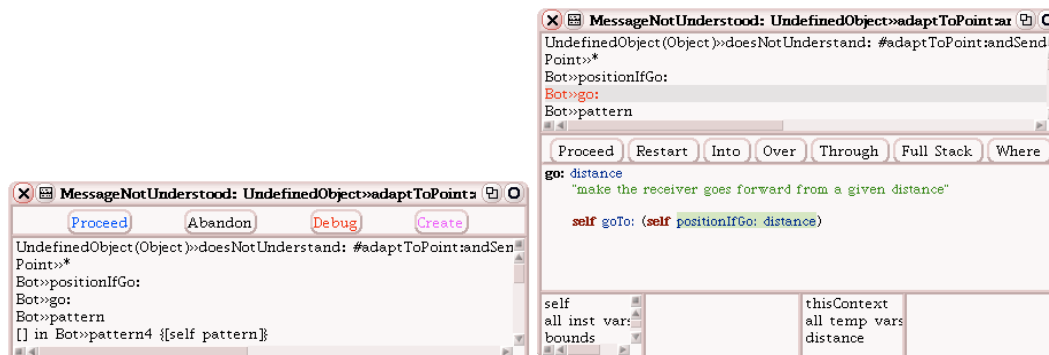 MessageNotUnderstood: UndefinedObject»adaptToPoint:
Proceed Abandon Debug Create
UndefinedObject(Object)»doesNotUnderstand: #adaptToPoint:andSen
Point»*
Bot»positionIfGo:
Bot»go:
Bot»pattern
[] in Bot»pattern4 {[self pattern]}
MessageNotUnderstood: UndefinedObject»adaptToPoint:ar
UndefinedObject(Object)»doesNotUnderstand: #adaptToPoint:andSend
Point»*
Bot»positionIfGo:
Bot»go:
Bot»pattern
Proceed Restart Into Over Through Full Stack Where
go: distance
"make the receiver goes forward from a given distance"
self goTo: (self positionIfGo: distance)
self
all inst vars
bounds
thisContext
all temp vars
distance